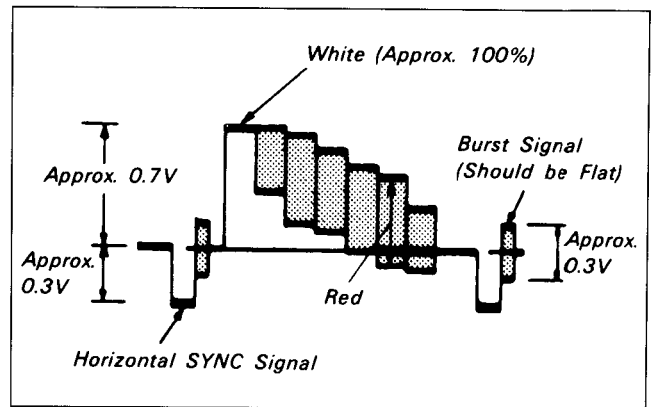 White (Approx. 100%)
Approx. 0.7V
Burst Signal
(Should be Flat)
Approx.
0.3V
Approx.
0.3V
Red
Horizontal SYNC Signal